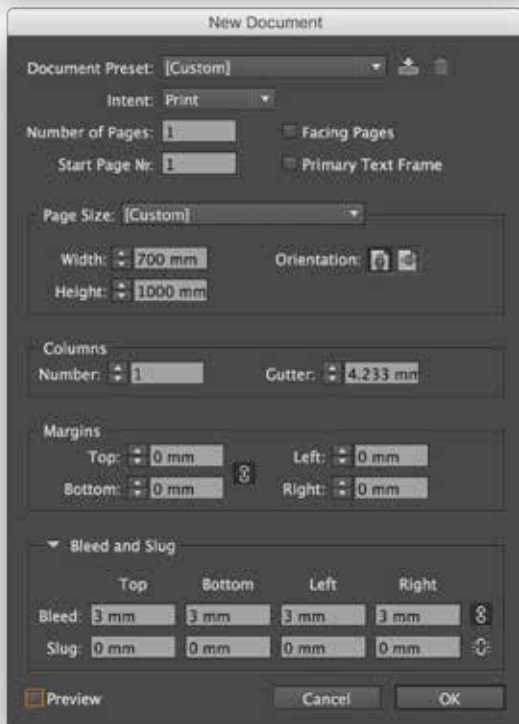 New Document
Document Preset: [Custom]
Intent: Print
Number of Pages: 1 Facing Pages
Start Page Nr. 1 Primary Text Frame
Page Size: [Custom]
Width: 700 mm Orientation:
Height: 1000 mm
Columns
Number: 1 Gutter: 4.233 mm
Margins
Top: 0 mm Left: 0 mm
Bottom: 0 mm Right: 0 mm
Bleed and Slug
Top Bottom Left Right
Bleed: 3 mm 3 mm 3 mm 3 mm
Slug: 0 mm 0 mm 0 mm 0 mm
Preview Cancel OK